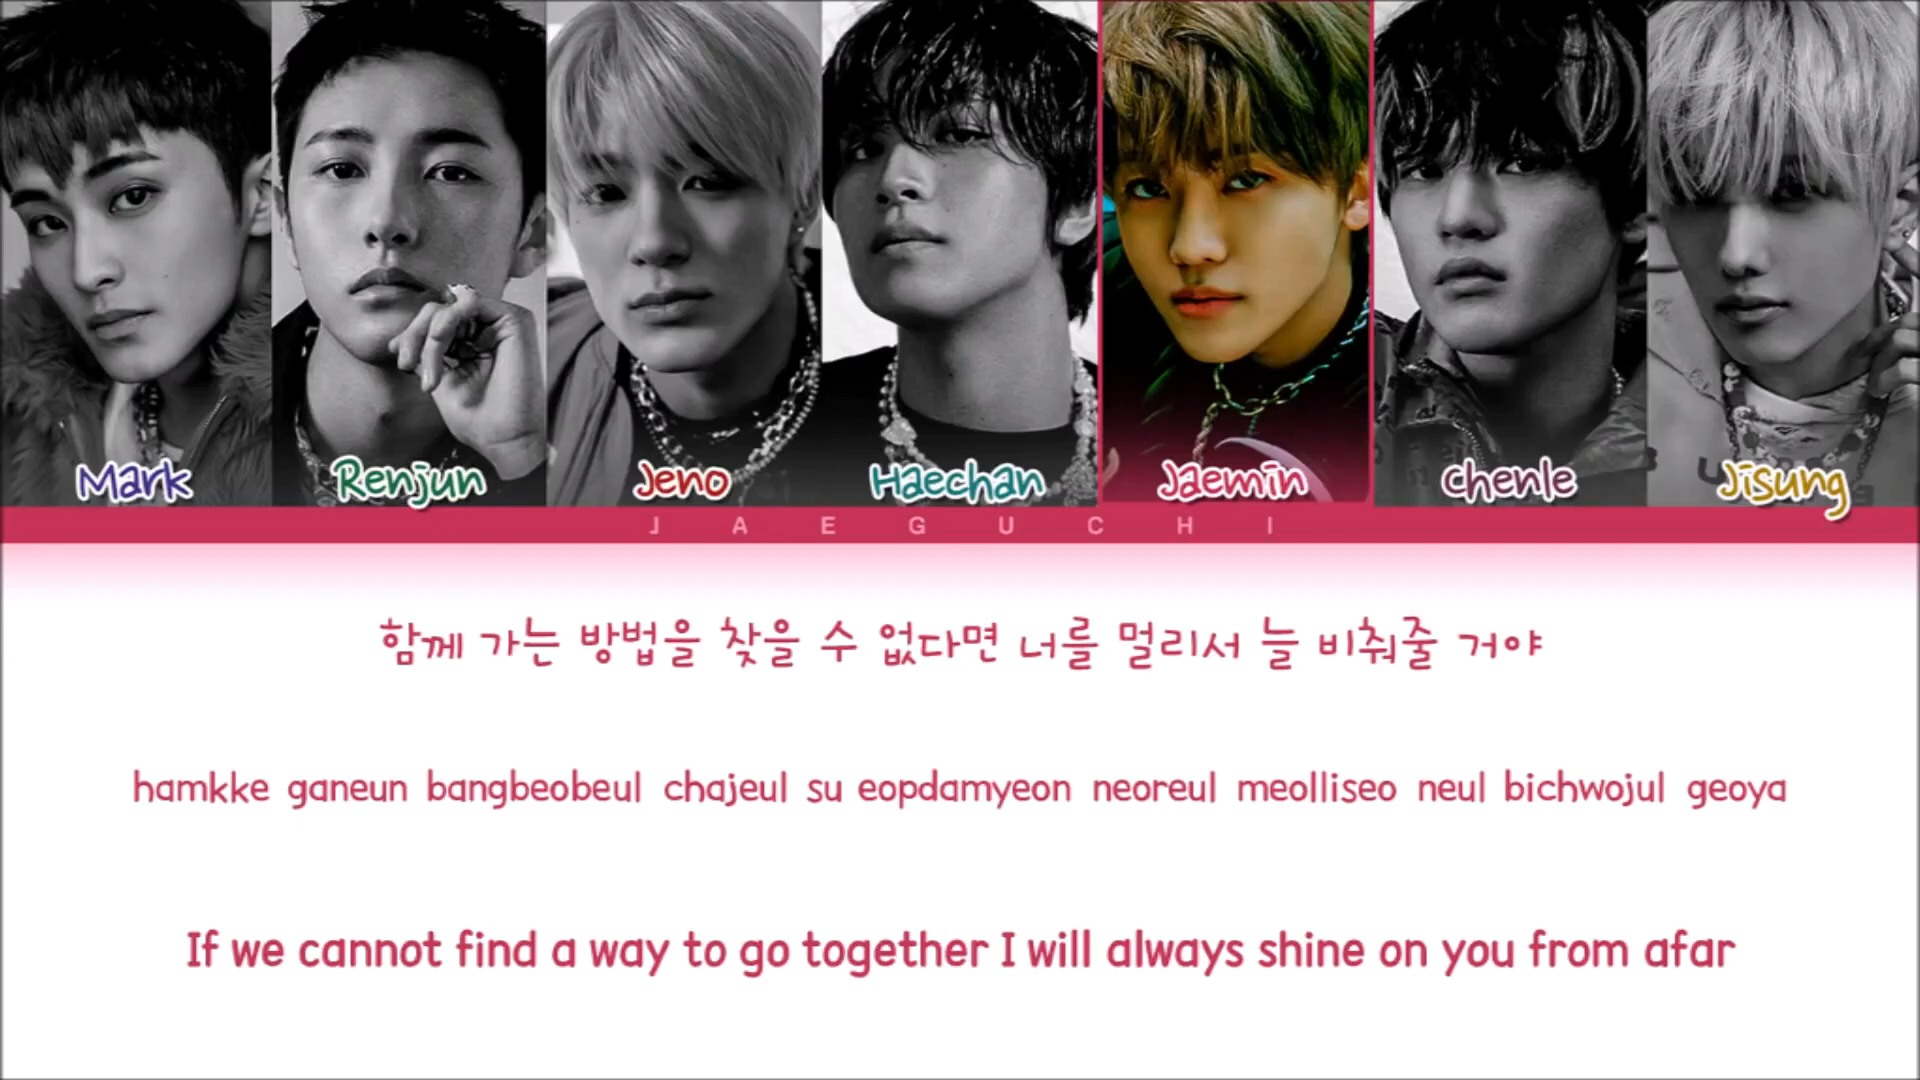 Mark Renjun Jeno Haechan Jaemin chenle Jisung
JAEGUCHI
함께 가는 방법을 찾을 수 없다면 너를 멀리서 늘 비춰줄 거야
hamkke ganeun bangbeobeul chajeul su eopdamyeon neoreul meolliseo neul bichwojul geoya
If we cannot find a way to go together I will always shine on you from afar